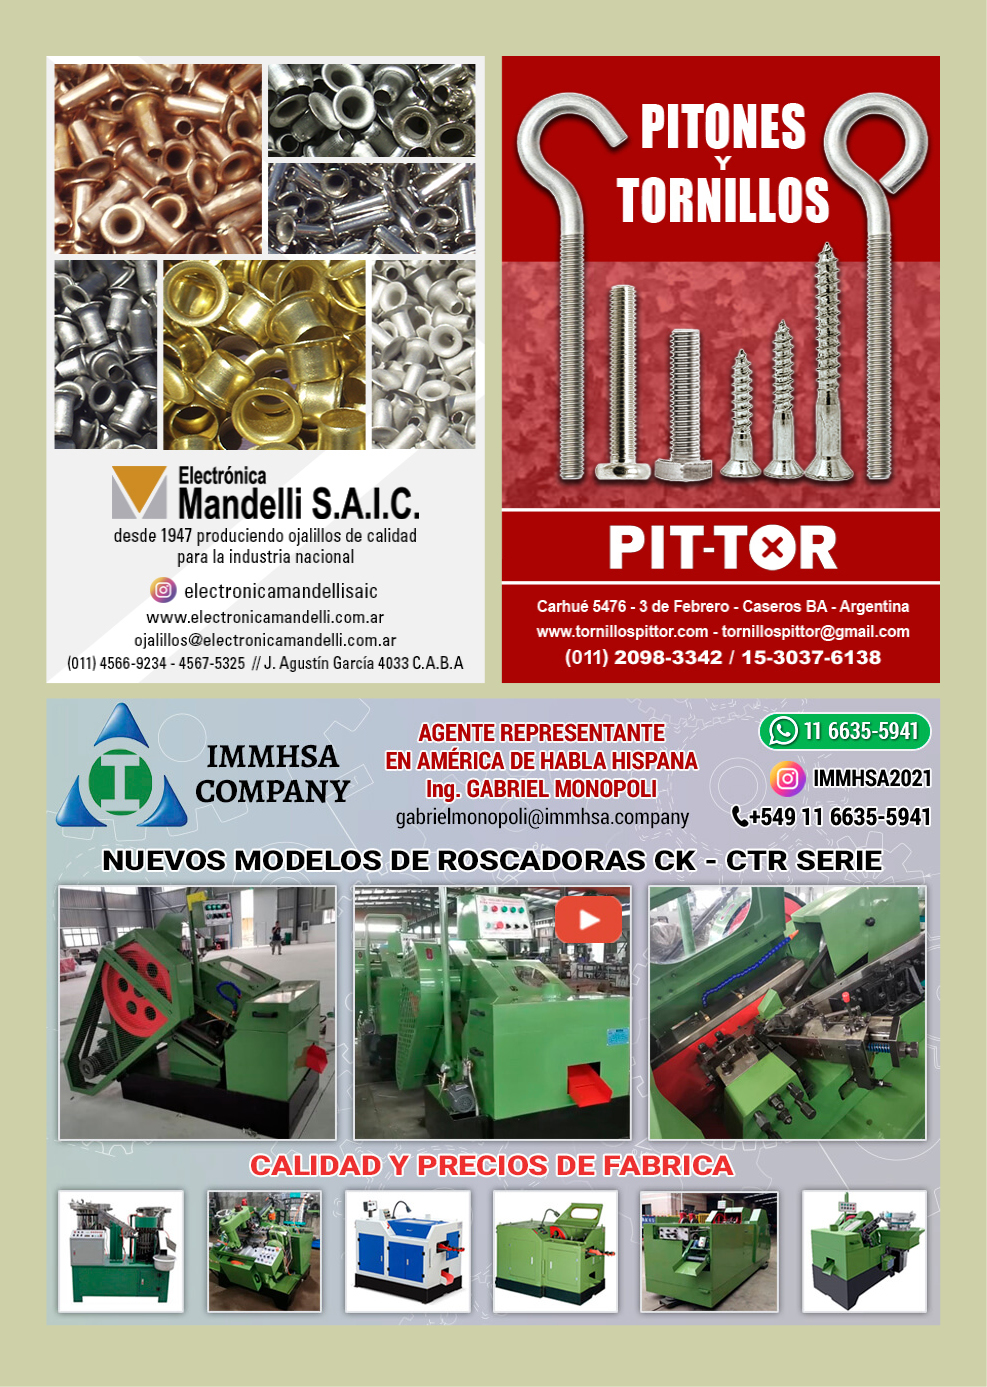 Electrónica
Mandelli S.A.I.C.
desde 1947 produciendo ojalillos de calidad
para la industria nacional
electronicamandellisaic
www.electronicamandelli.com.ar
ojalillos@electronicamandelli.com.ar
(011) 4566-9234 - 4567-5325 // J. Agustín García 4033 C.A.B.A
PITONES
Y
TORNILLOS
PIT-TOR
Carhué 5476 - 3 de Febrero - Caseros BA - Argentina
www.tornillospittor.com - tornillospittor@gmail.com
(011) 2098-3342 / 15-3037-6138
I
IMMHSA
COMPANY
AGENTE REPRESENTANTE
EN AMÉRICA DE HABLA HISPANA
Ing. GABRIEL MONOPOLI
gabrielmonopoli@immhsa.company
11 6635-5941
IMMHSA2021
+549 11 6635-5941
NUEVOS MODELOS DE ROSCADORAS CK - CTR SERIE
CALIDAD Y PRECIOS DE FABRICA